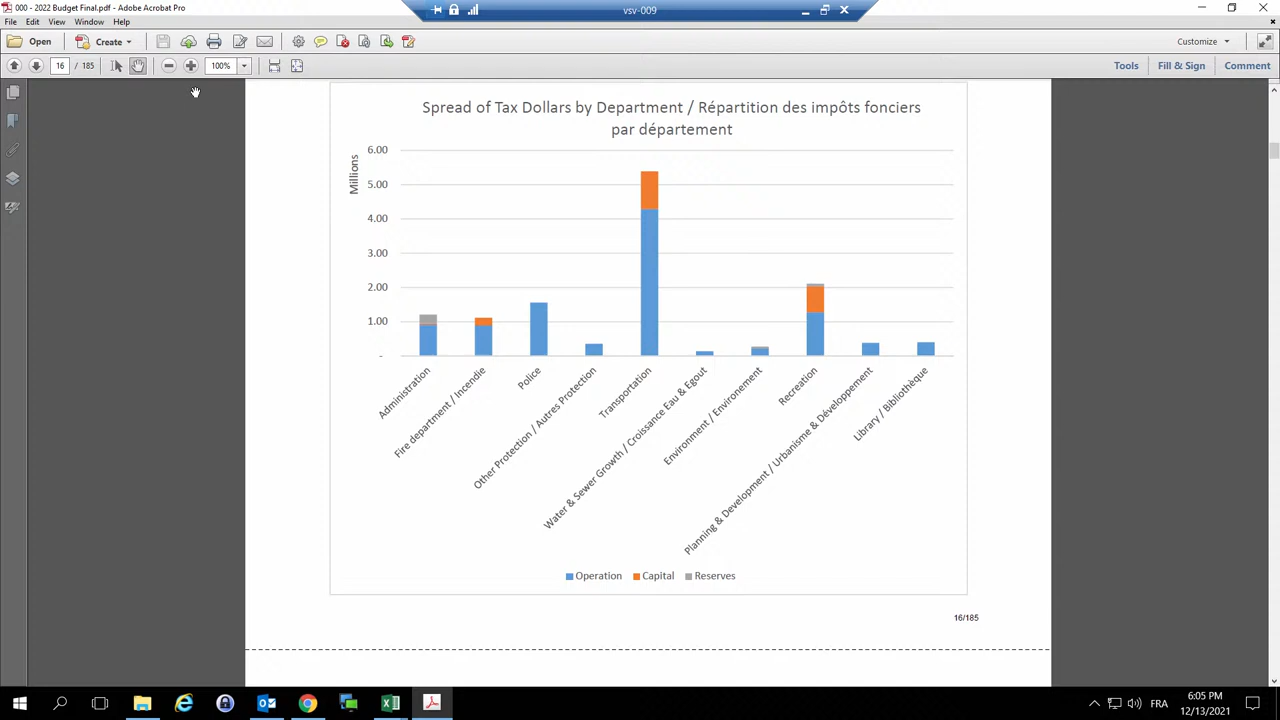 000 - 2022 Budget Final.pdf - Adobe Acrobat Pro
vsv-009
File Edit View Window Help
Open Create Customize
16 / 185 100% Tools Fill & Sign Comment
Spread of Tax Dollars by Department / Répartition des impôts fonciers
par département
Millions
6.00
5.00
4.00
3.00
2.00
1.00
-
Administration
Fire department / Incendie
Police
Other Protection / Autres Protection
Transportation
Water & Sewer Growth / Croissance Eau & Egout
Environment / Environement
Recreation
Planning & Development / Urbanisme & Développement
Library / Bibliothèque
Operation Capital Reserves
16/185
FR
6:05 PM
12/13/2021